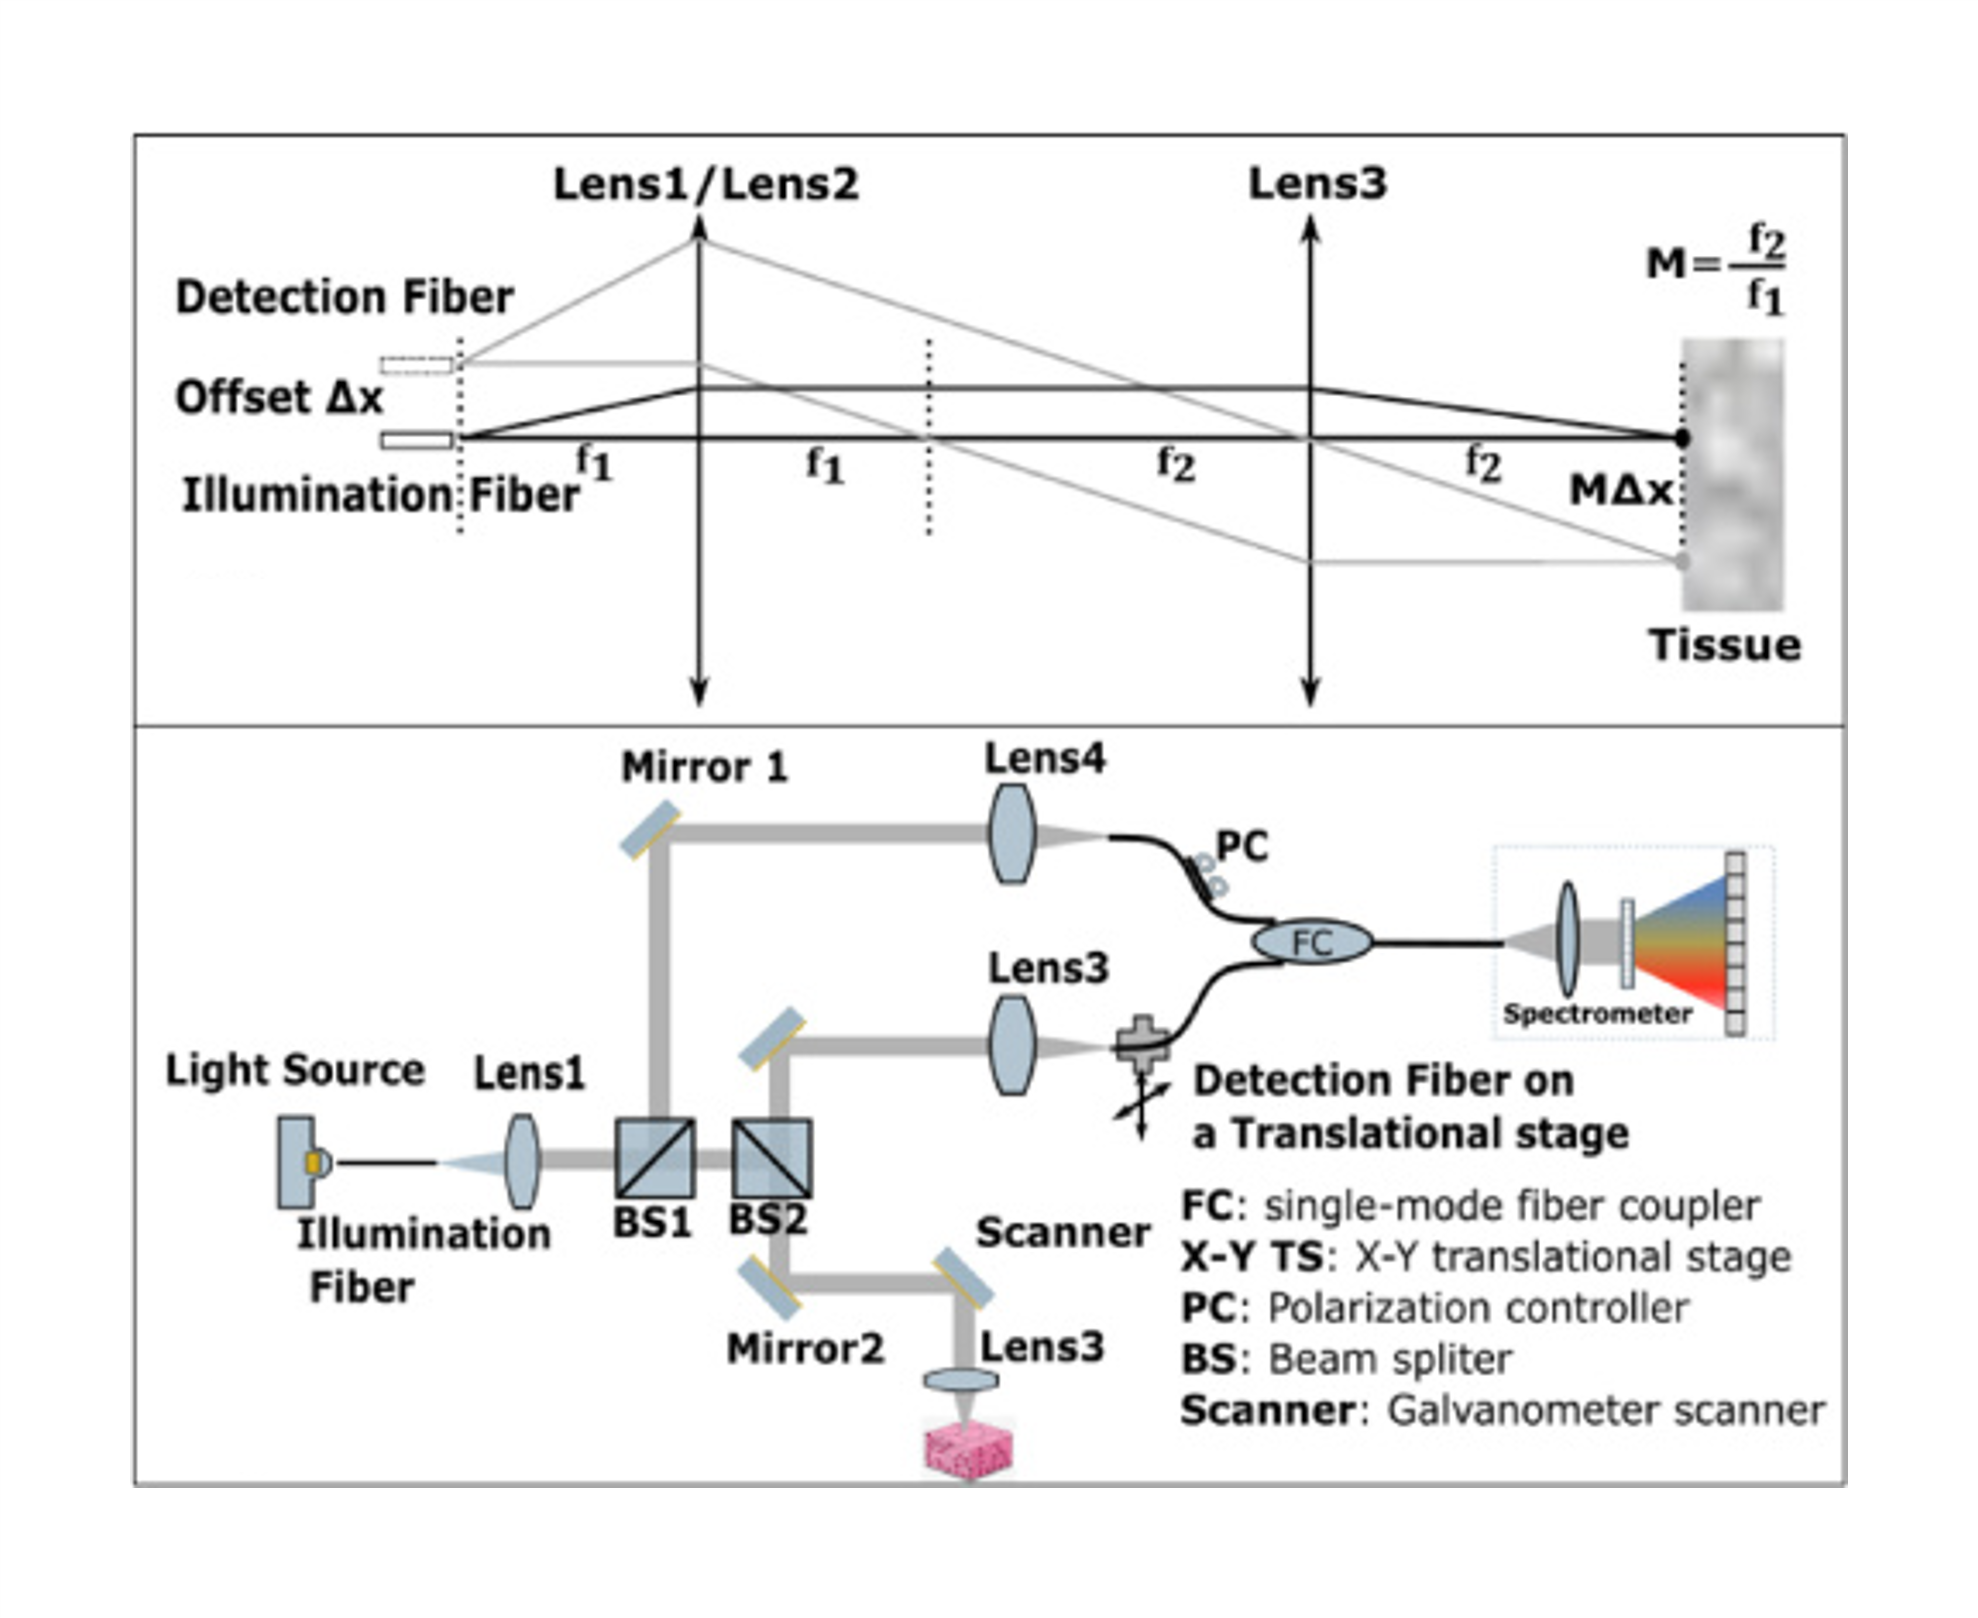 Lens1/Lens2
Lens3
M=f2/f1
Detection Fiber
Offset Δx
f1
f1
f2
f2
Illumination Fiber
MΔx
Tissue
Mirror 1
Lens4
PC
FC
Lens3
Spectrometer
Light Source
Lens1
Detection Fiber on
a Translational stage
BS1
BS2
Illumination
Fiber
Scanner
Mirror2
Lens3
FC: single-mode fiber coupler
X-Y TS: X-Y translational stage
PC: Polarization controller
BS: Beam spliter
Scanner: Galvanometer scanner